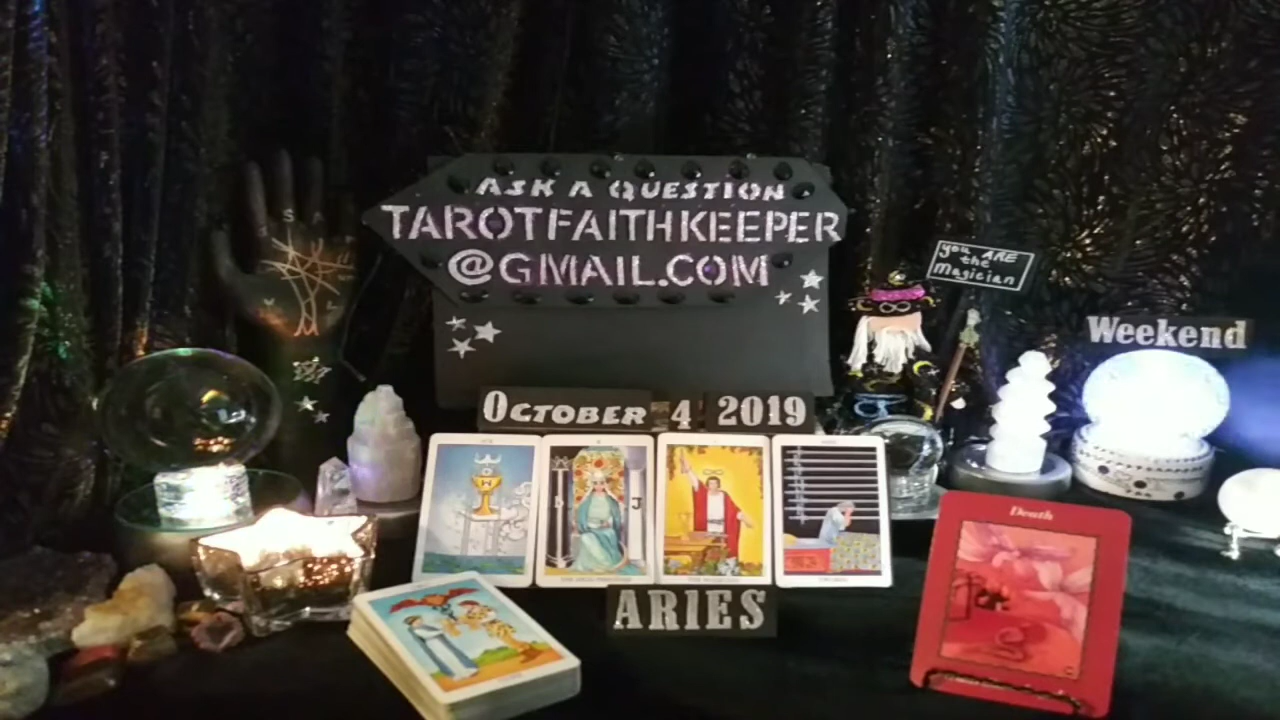 ASK A QUESTION
TAROTFAITHKEEPER
@GMAIL.COM
you ARE
the
Magician
Weekend
OCTOBER 4 2019
J
Death
ARIES